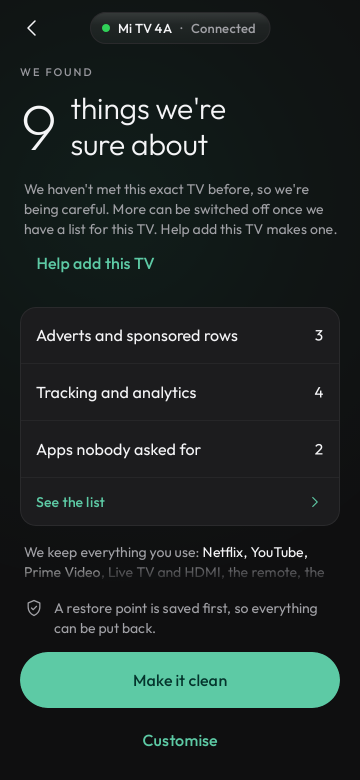 Mi TV 4A · Connected
WE FOUND
9 things we're
sure about
We haven't met this exact TV before, so we're
being careful. More can be switched off once we
have a list for this TV. Help add this TV makes one.
Help add this TV
Adverts and sponsored rows 3
Tracking and analytics 4
Apps nobody asked for 2
See the list
We keep everything you use: Netflix, YouTube,
Prime Video, Live TV and HDMI, the remote, the
A restore point is saved first, so everything
can be put back.
Make it clean
Customise